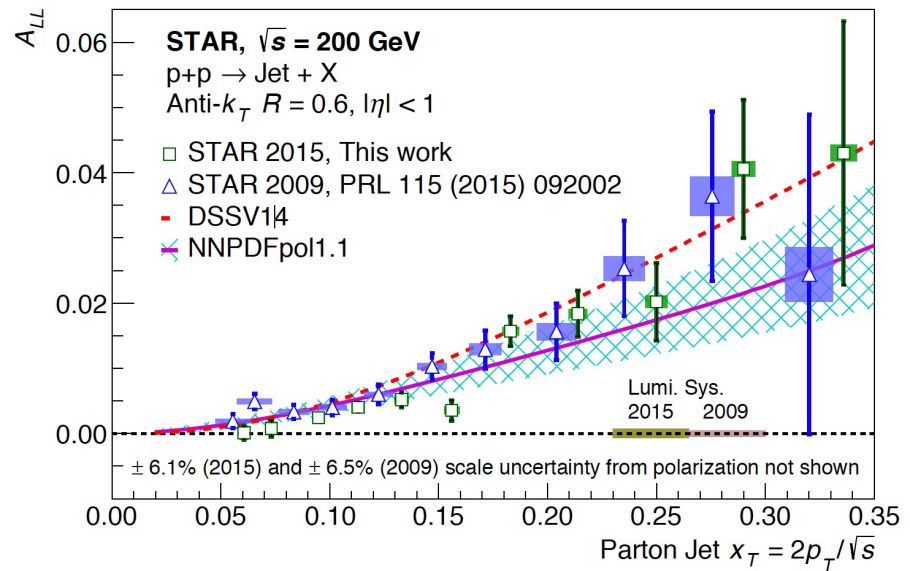 A_LL
0.06
0.04
0.02
0.00
STAR, √s = 200 GeV
p+p → Jet + X
Anti-k_T R = 0.6, |η| < 1
STAR 2015, This work
STAR 2009, PRL 115 (2015) 092002
DSSV1|4
NNPDFpol1.1
Lumi. Sys.
2015 2009
± 6.1% (2015) and ± 6.5% (2009) scale uncertainty from polarization not shown
0.00 0.05 0.10 0.15 0.20 0.25 0.30 0.35
Parton Jet x_T = 2p_T/√s